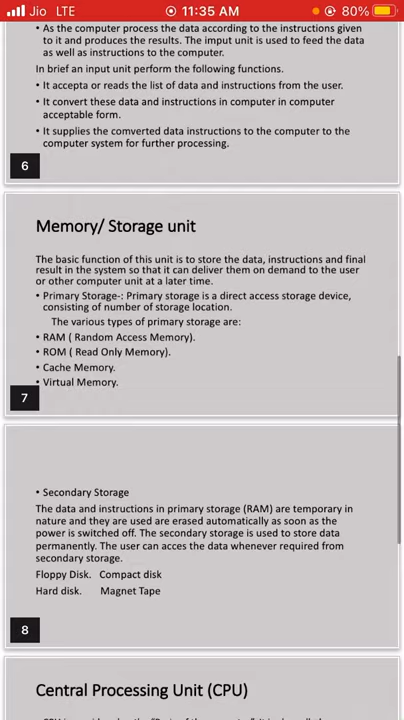 Jio LTE 11:35 AM 80%
• As the computer process the data according to the instructions given
to it and produces the results. The imput unit is used to feed the data
as well as instructions to the computer.
In brief an input unit perform the following functions.
• It accepta or reads the list of data and instructions from the user.
• It convert these data and instructions in computer in computer
acceptable form.
• It supplies the comverted data instructions to the computer to the
computer system for further processing.
6
Memory/ Storage unit
The basic function of this unit is to store the data, instructions and final
result in the system so that it can deliver them on demand to the user
or other computer unit at a later time.
• Primary Storage-: Primary storage is a direct access storage device,
consisting of number of storage location.
The various types of primary storage are:
• RAM ( Random Access Memory).
• ROM ( Read Only Memory).
• Cache Memory.
• Virtual Memory.
7
• Secondary Storage
The data and instructions in primary storage (RAM) are temporary in
nature and they are used are erased automatically as soon as the
power is switched off. The secondary storage is used to store data
permanently. The user can acces the data whenever required from
secondary storage.
Floppy Disk. Compact disk
Hard disk. Magnet Tape
8
Central Processing Unit (CPU)